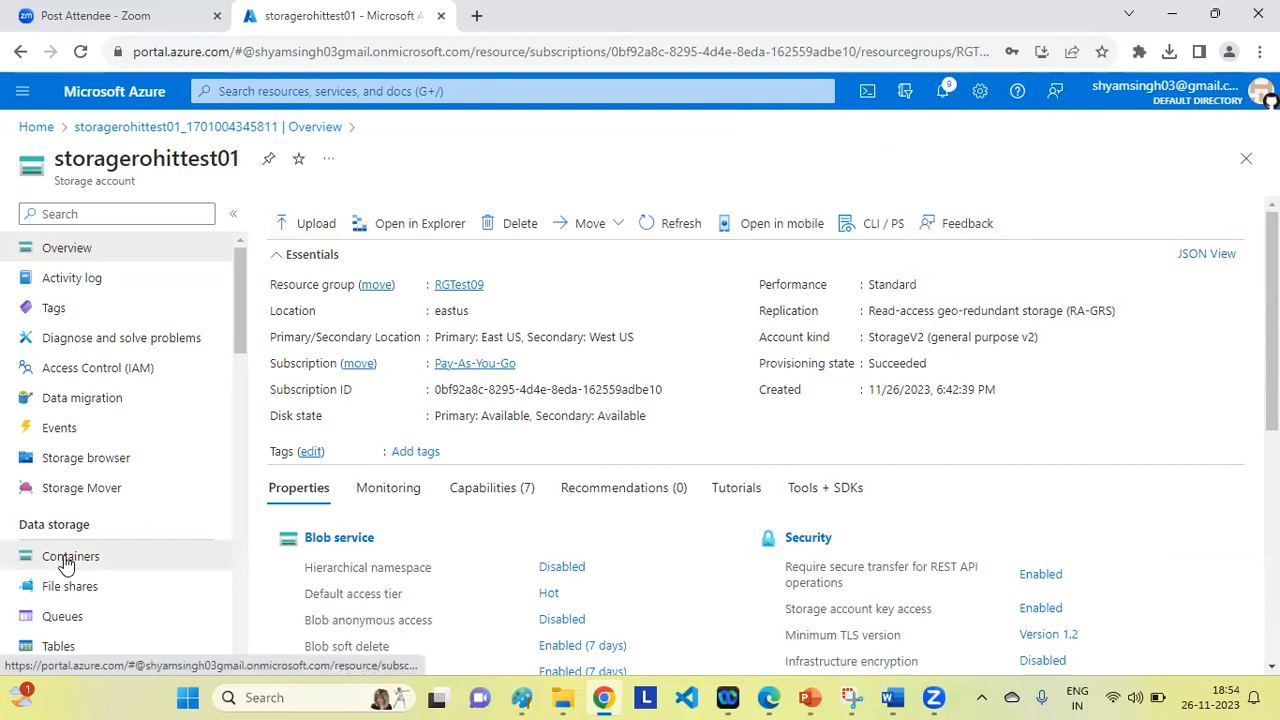 Post Attendee - Zoom
storagerohittest01 - Microsoft A
portal.azure.com/#@shyamsingh03gmail.onmicrosoft.com/resource/subscriptions/0bf92a8c-8295-4d4e-8eda-162559adbe10/resourcegroups/RGT...
Microsoft Azure
Search resources, services, and docs (G+/)
9
shyamsingh03@gmail.c...
DEFAULT DIRECTORY
Home > storagerohittest01_1701004345811 | Overview >
storagerohittest01
Storage account
Search
Overview
Activity log
Tags
Diagnose and solve problems
Access Control (IAM)
Data migration
Events
Storage browser
Storage Mover
Data storage
Containers
File shares
Queues
Tables
Upload Open in Explorer Delete Move Refresh Open in mobile CLI / PS Feedback
Essentials
JSON View
Resource group (move) : RGTest09
Location : eastus
Primary/Secondary Location : Primary: East US, Secondary: West US
Subscription (move) : Pay-As-You-Go
Subscription ID : 0bf92a8c-8295-4d4e-8eda-162559adbe10
Disk state : Primary: Available, Secondary: Available
Performance : Standard
Replication : Read-access geo-redundant storage (RA-GRS)
Account kind : StorageV2 (general purpose v2)
Provisioning state : Succeeded
Created : 11/26/2023, 6:42:39 PM
Tags (edit) : Add tags
Properties Monitoring Capabilities (7) Recommendations (0) Tutorials Tools + SDKs
Blob service
Hierarchical namespace Disabled
Default access tier Hot
Blob anonymous access Disabled
Blob soft delete Enabled (7 days)
Enabled (7 days)
Security
Require secure transfer for REST API operations Enabled
Storage account key access Enabled
Minimum TLS version Version 1.2
Infrastructure encryption Disabled
https://portal.azure.com/#@shyamsingh03gmail.onmicrosoft.com/resource/subsc...
1
Search
ENG
IN
18:54
26-11-2023